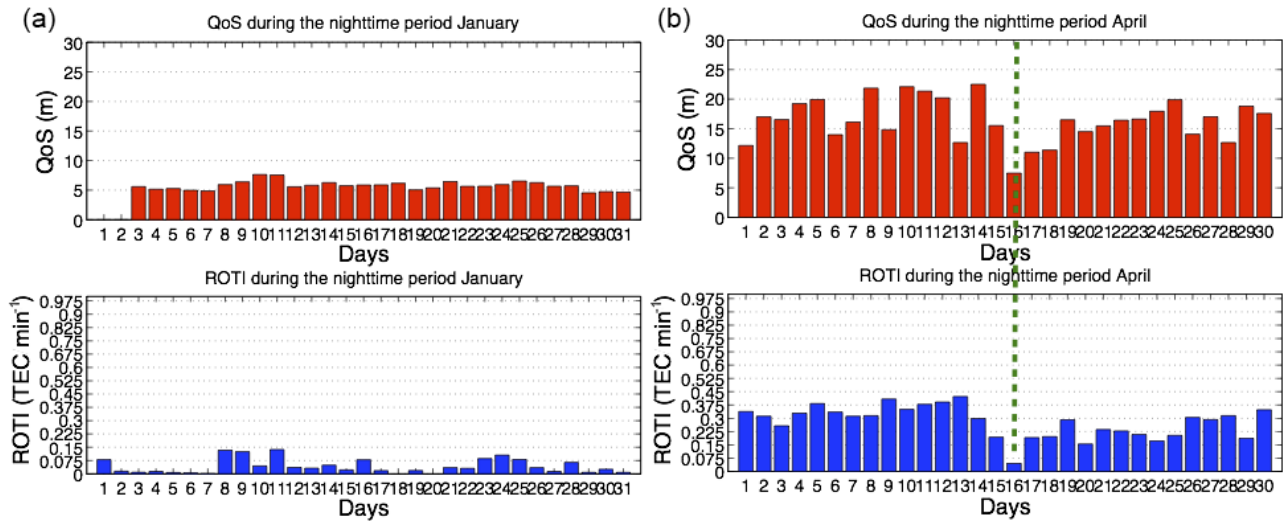 (a)
QoS during the nighttime period January
30
25
20
15
10
5
0
QoS (m)
1 2 3 4 5 6 7 8 9 10 11 12 13 14 15 16 17 18 19 20 21 22 23 24 25 26 27 28 29 30 31
Days
ROTI during the nighttime period January
0.975
0.9
0.825
0.75
0.675
0.6
0.525
0.45
0.375
0.3
0.225
0.15
0.075
0
ROTI (TEC min⁻¹)
1 2 3 4 5 6 7 8 9 10 11 12 13 14 15 16 17 18 19 20 21 22 23 24 25 26 27 28 29 30 31
Days
(b)
QoS during the nighttime period April
30
25
20
15
10
5
0
QoS (m)
1 2 3 4 5 6 7 8 9 10 11 12 13 14 15 16 17 18 19 20 21 22 23 24 25 26 27 28 29 30
Days
ROTI during the nighttime period April
0.975
0.9
0.825
0.75
0.675
0.6
0.525
0.45
0.375
0.3
0.225
0.15
0.075
0
ROTI (TEC min⁻¹)
1 2 3 4 5 6 7 8 9 10 11 12 13 14 15 16 17 18 19 20 21 22 23 24 25 26 27 28 29 30
Days